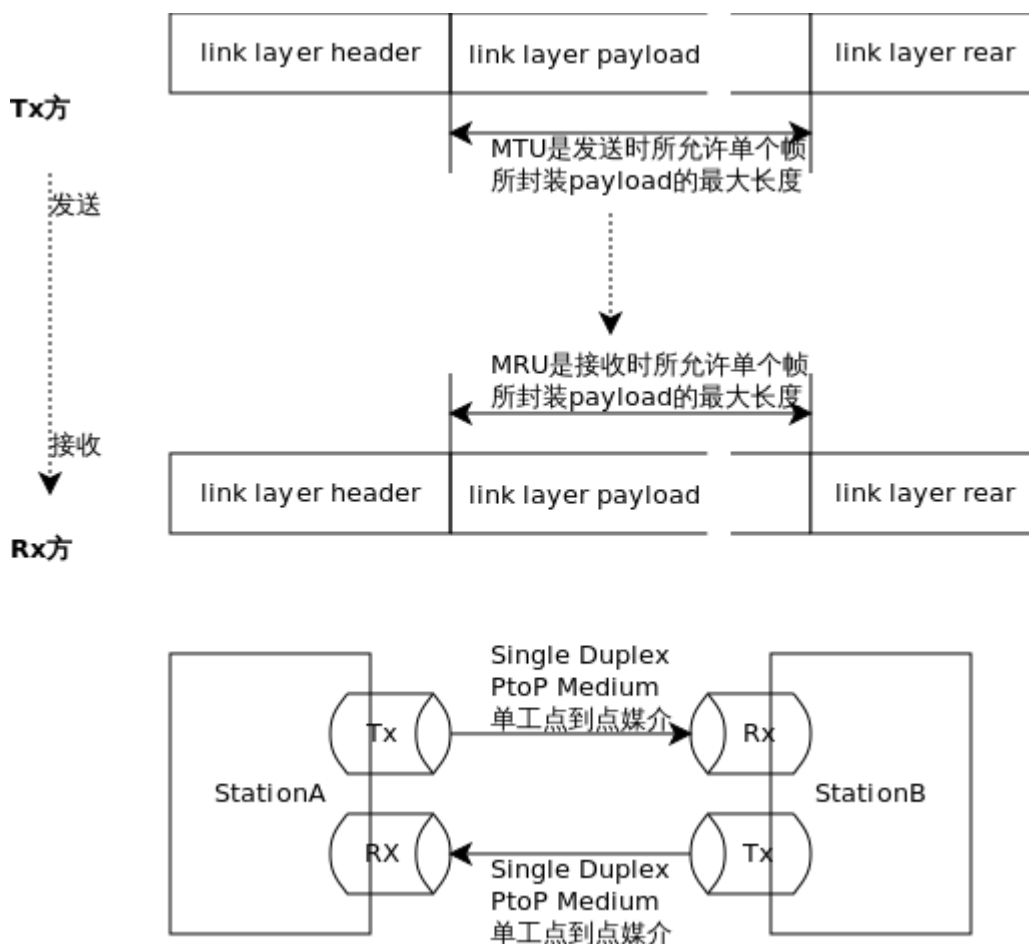 link layer header
link layer payload
link layer rear
Tx方
MTU是发送时所允许单个帧
所封装payload的最大长度
发送
MRU是接收时所允许单个帧
所封装payload的最大长度
接收
link layer header
link layer payload
link layer rear
Rx方
Single Duplex
PtoP Medium
单工点到点媒介
Tx
Rx
StationA
StationB
RX
Tx
Single Duplex
PtoP Medium
单工点到点媒介